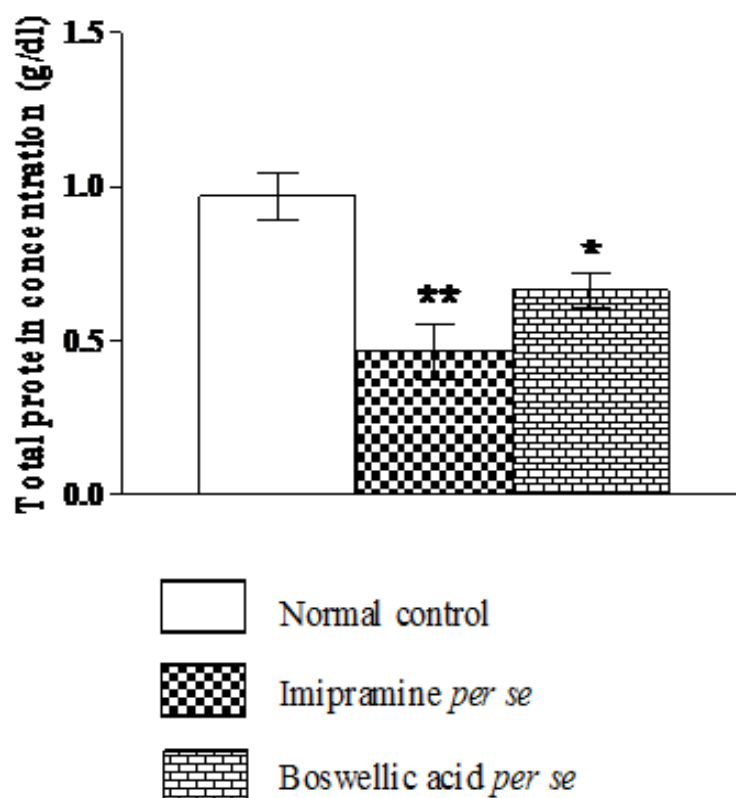 Total protein concentration (g/dl)
1.5
1.0
0.5
0.0
**
*
Normal control
Imipramine per se
Boswellic acid per se